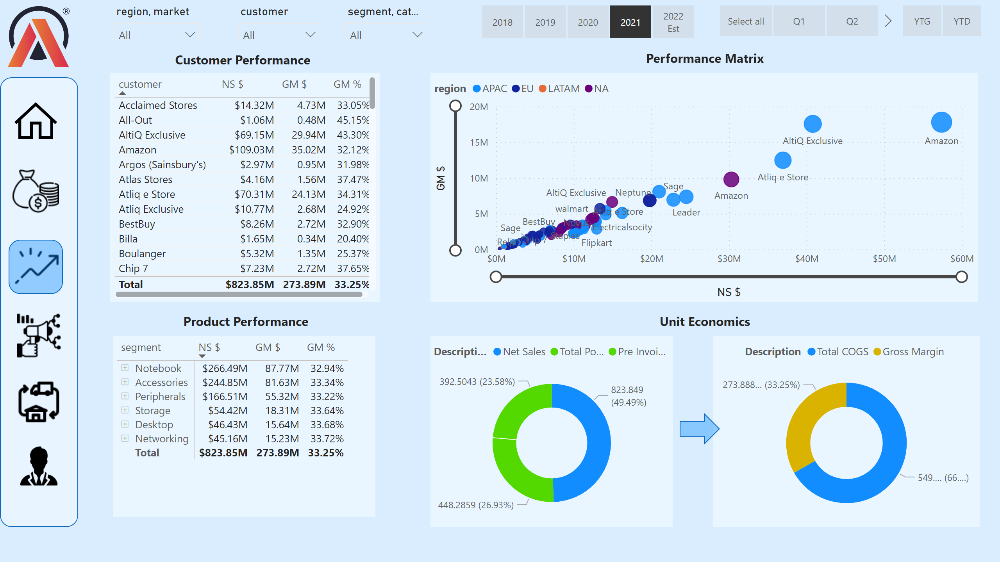 ®
region, market
All
customer
All
segment, cat...
All
2018
2019
2020
2021
2022
Est
Select all
Q1
Q2
YTG
YTD
Customer Performance
customer NS $ GM $ GM %
Acclaimed Stores $14.32M 4.73M 33.05%
All-Out $1.06M 0.48M 45.15%
AltiQ Exclusive $69.15M 29.94M 43.30%
Amazon $109.03M 35.02M 32.12%
Argos (Sainsbury's) $2.97M 0.95M 31.98%
Atlas Stores $4.16M 1.56M 37.47%
Atliq e Store $70.31M 24.13M 34.31%
Atliq Exclusive $10.77M 2.68M 24.92%
BestBuy $8.26M 2.72M 32.90%
Billa $1.65M 0.34M 20.40%
Boulanger $5.32M 1.35M 25.37%
Chip 7 $7.23M 2.72M 37.65%
Total $823.85M 273.89M 33.25%
Performance Matrix
region APAC EU LATAM NA
GM $
20M
15M
10M
5M
0M
AltiQ Exclusive
Amazon
Atliq e Store
Amazon
Sage
AltiQ Exclusive
Neptune
walmart
Atliq e Store
Leader
BestBuy
Novus
Electricalsocity
Sage
Staples
Relief
Chip 7
Flipkart
$0M $10M $20M $30M $40M $50M $60M
NS $
Product Performance
segment NS $ GM $ GM %
Notebook $266.49M 87.77M 32.94%
Accessories $244.85M 81.63M 33.34%
Peripherals $166.51M 55.32M 33.22%
Storage $54.42M 18.31M 33.64%
Desktop $46.43M 15.64M 33.68%
Networking $45.16M 15.23M 33.72%
Total $823.85M 273.89M 33.25%
Unit Economics
Descripti... Net Sales Total Po... Pre Invoi...
392.5043 (23.58%)
823.849
(49.49%)
448.2859 (26.93%)
Description Total COGS Gross Margin
273.888... (33.25%)
549.... (66....)